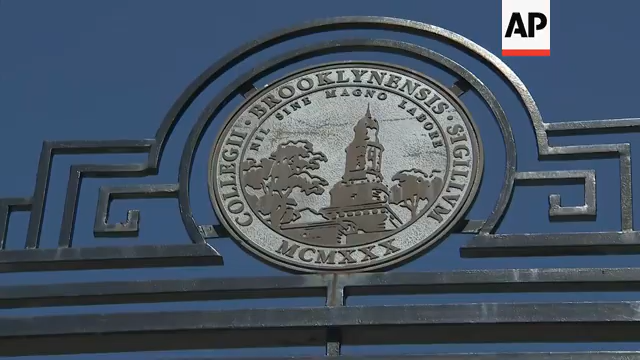 AP
COLLEGII · BROOKLYNENSIS · SIGILLVM
NIL SINE MAGNO LABORE
MCMXXX